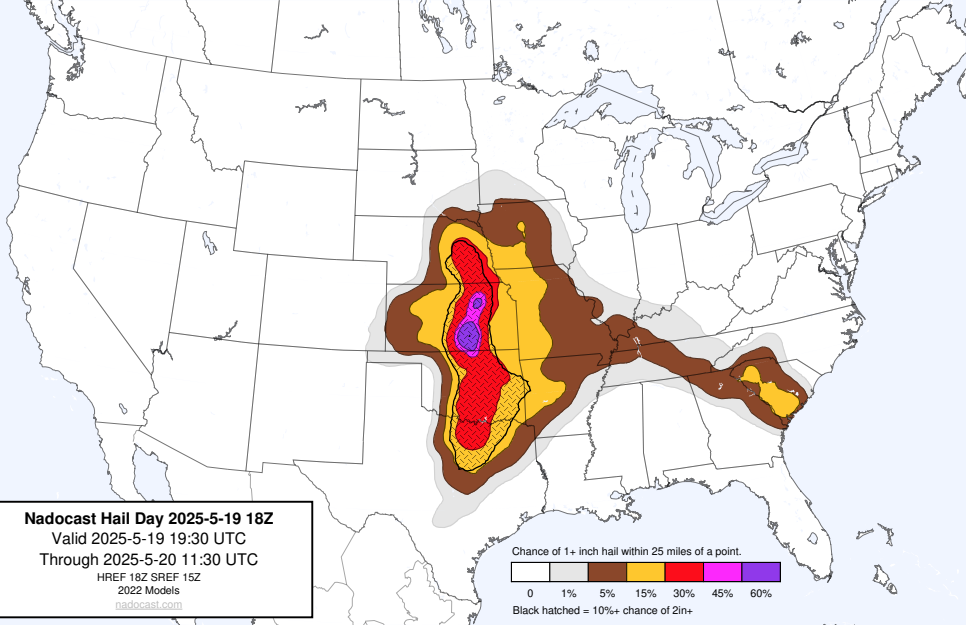 Nadocast Hail Day 2025-5-19 18Z
Valid 2025-5-19 19:30 UTC
Through 2025-5-20 11:30 UTC
HREF 18Z SREF 15Z
2022 Models
nadocast.com
Chance of 1+ inch hail within 25 miles of a point.
0 1% 5% 15% 30% 45% 60%
Black hatched = 10%+ chance of 2in+